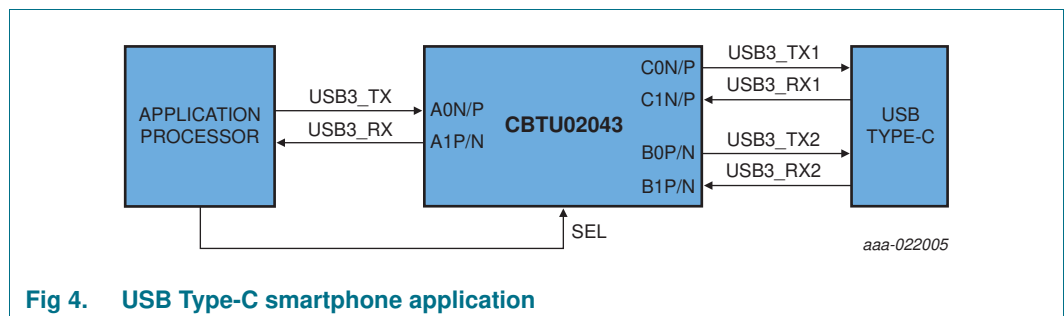 APPLICATION
PROCESSOR
USB3_TX
USB3_RX
A0N/P
A1P/N
CBTU02043
C0N/P
C1N/P
B0P/N
B1P/N
USB3_TX1
USB3_RX1
USB3_TX2
USB3_RX2
USB
TYPE-C
SEL
aaa-022005
Fig 4. USB Type-C smartphone application